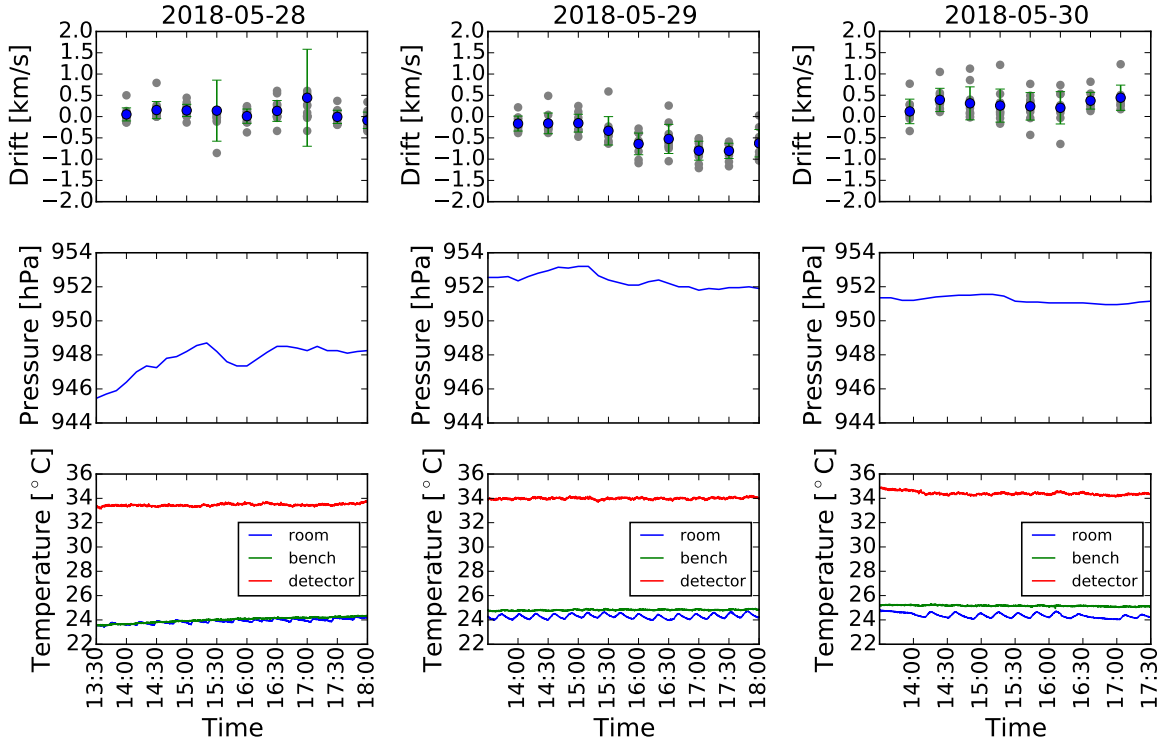 2018-05-28 2018-05-29 2018-05-30
Drift [km/s] 2.0 1.5 1.0 0.5 0.0 −0.5 −1.0 −1.5 −2.0
Drift [km/s] 2.0 1.5 1.0 0.5 0.0 −0.5 −1.0 −1.5 −2.0
Drift [km/s] 2.0 1.5 1.0 0.5 0.0 −0.5 −1.0 −1.5 −2.0
Pressure [hPa] 954 952 950 948 946 944
Pressure [hPa] 954 952 950 948 946 944
Pressure [hPa] 954 952 950 948 946 944
Temperature [°C] 36 34 32 30 28 26 24 22
room
bench
detector
13:30 14:00 14:30 15:00 15:30 16:00 16:30 17:00 17:30 18:00
Time
Temperature [°C] 36 34 32 30 28 26 24 22
room
bench
detector
14:00 14:30 15:00 15:30 16:00 16:30 17:00 17:30 18:00
Time
Temperature [°C] 36 34 32 30 28 26 24 22
room
bench
detector
14:00 14:30 15:00 15:30 16:00 16:30 17:00 17:30
Time